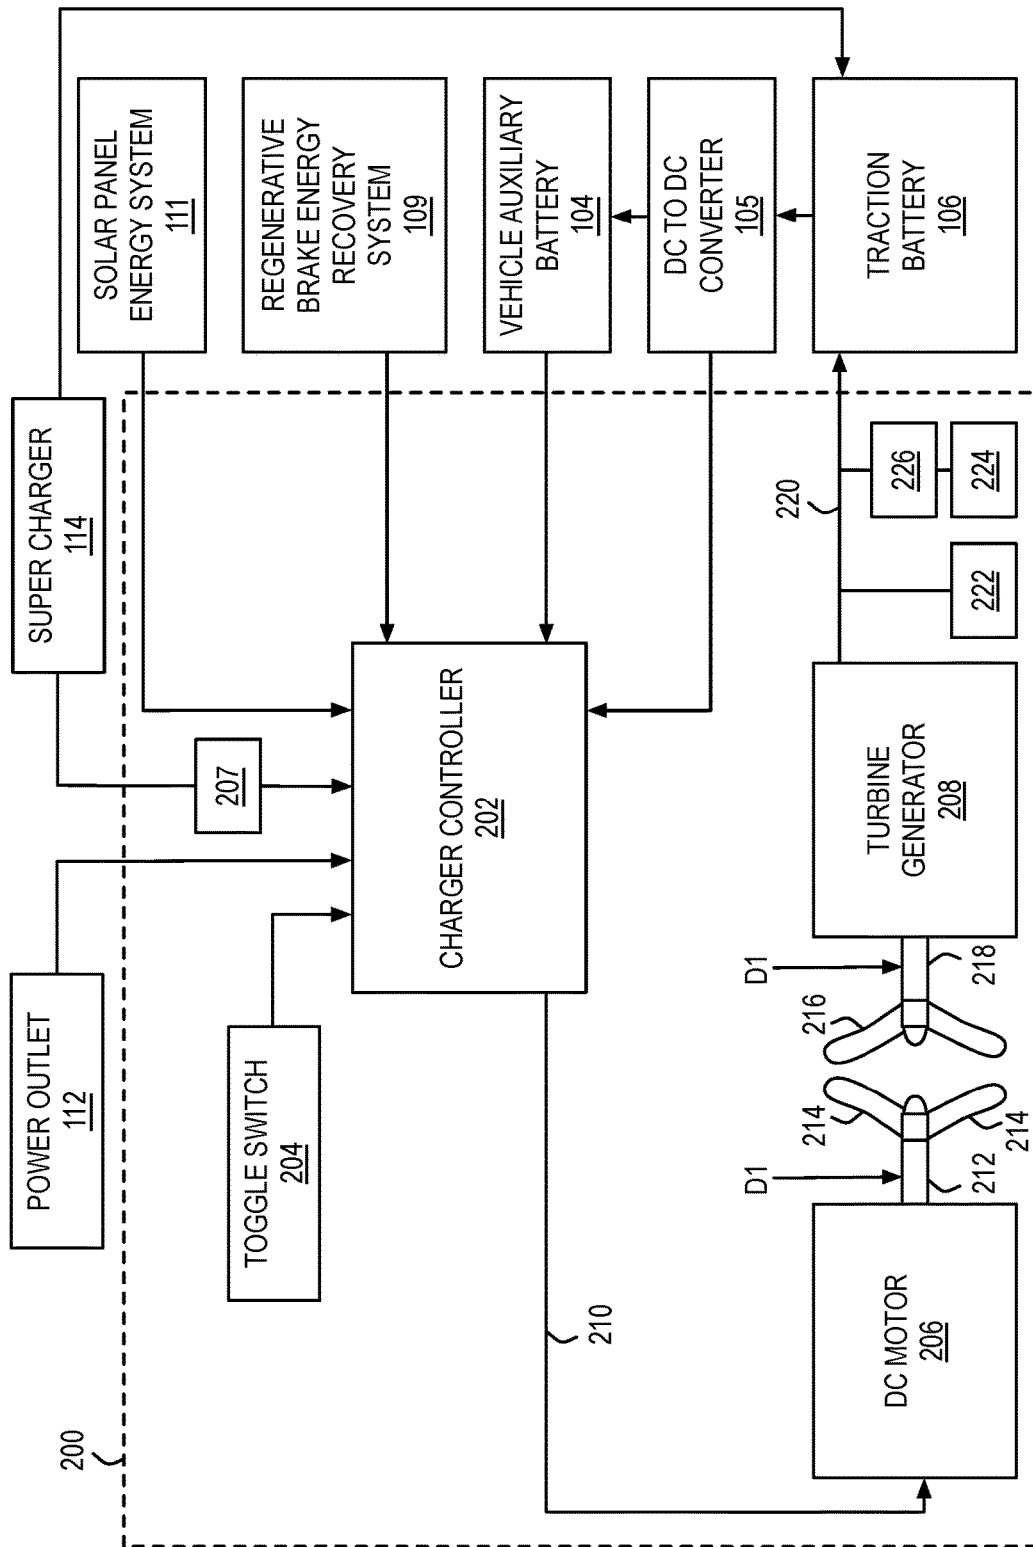 200
POWER OUTLET
112
SUPER CHARGER
114
TOGGLE SWITCH
204
207
SOLAR PANEL
ENERGY SYSTEM
111
REGENERATIVE
BRAKE ENERGY
RECOVERY
SYSTEM
109
CHARGER CONTROLLER
202
VEHICLE AUXILIARY
BATTERY
104
210
DC TO DC
CONVERTER
105
DC MOTOR
206
D1
212
214
214
216
D1
218
TURBINE
GENERATOR
208
220
222
226
224
TRACTION
BATTERY
106